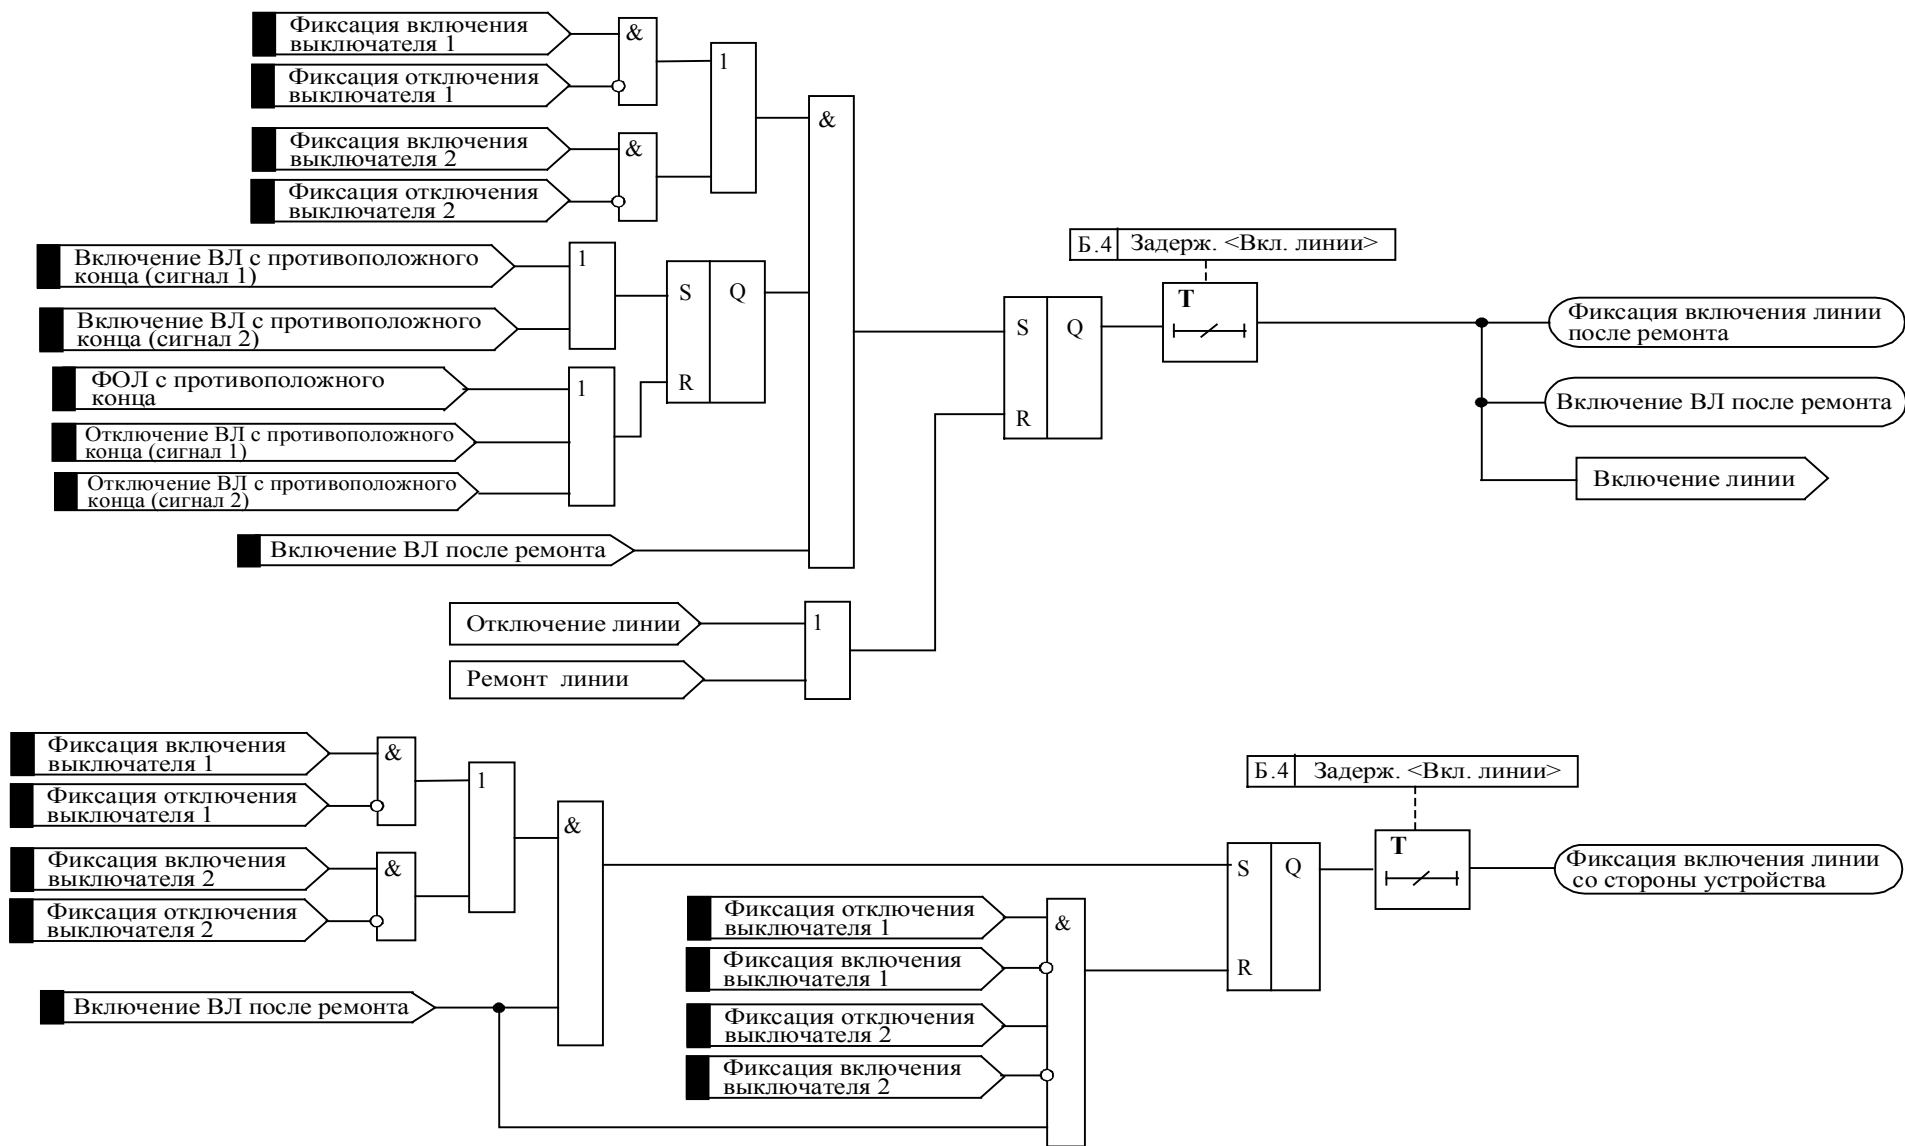 Фиксация включения
выключателя 1
&
Фиксация отключения
выключателя 1
1
&
Фиксация включения
выключателя 2
&
Фиксация отключения
выключателя 2
Б.4 Задерж. <Вкл. линии>
Включение ВЛ с противоположного
конца (сигнал 1)
1
S Q
T
Включение ВЛ с противоположного
конца (сигнал 2)
S Q
Фиксация включения линии
после ремонта
ФОЛ с противоположного
конца
1
R
Включение ВЛ после ремонта
R
Отключение ВЛ с противоположного
конца (сигнал 1)
Отключение ВЛ с противоположного
конца (сигнал 2)
Включение линии
Включение ВЛ после ремонта
Отключение линии
1
Ремонт линии
Фиксация включения
выключателя 1
&
Фиксация отключения
выключателя 1
1
Б.4 Задерж. <Вкл. линии>
&
Фиксация включения
выключателя 2
&
Фиксация отключения
выключателя 2
S Q
T
Фиксация включения линии
со стороны устройства
Фиксация отключения
выключателя 1
&
Фиксация включения
выключателя 1
R
Включение ВЛ после ремонта
Фиксация отключения
выключателя 2
Фиксация включения
выключателя 2